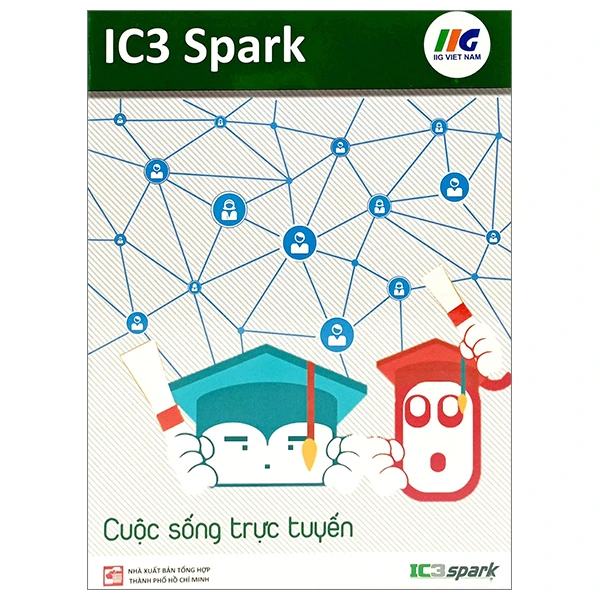 IC3 Spark
IIG
IIG VIET NAM
Cuộc sống trực tuyến
NHÀ XUẤT BẢN TỔNG HỢP
THÀNH PHỐ HỒ CHÍ MINH
IC3 spark